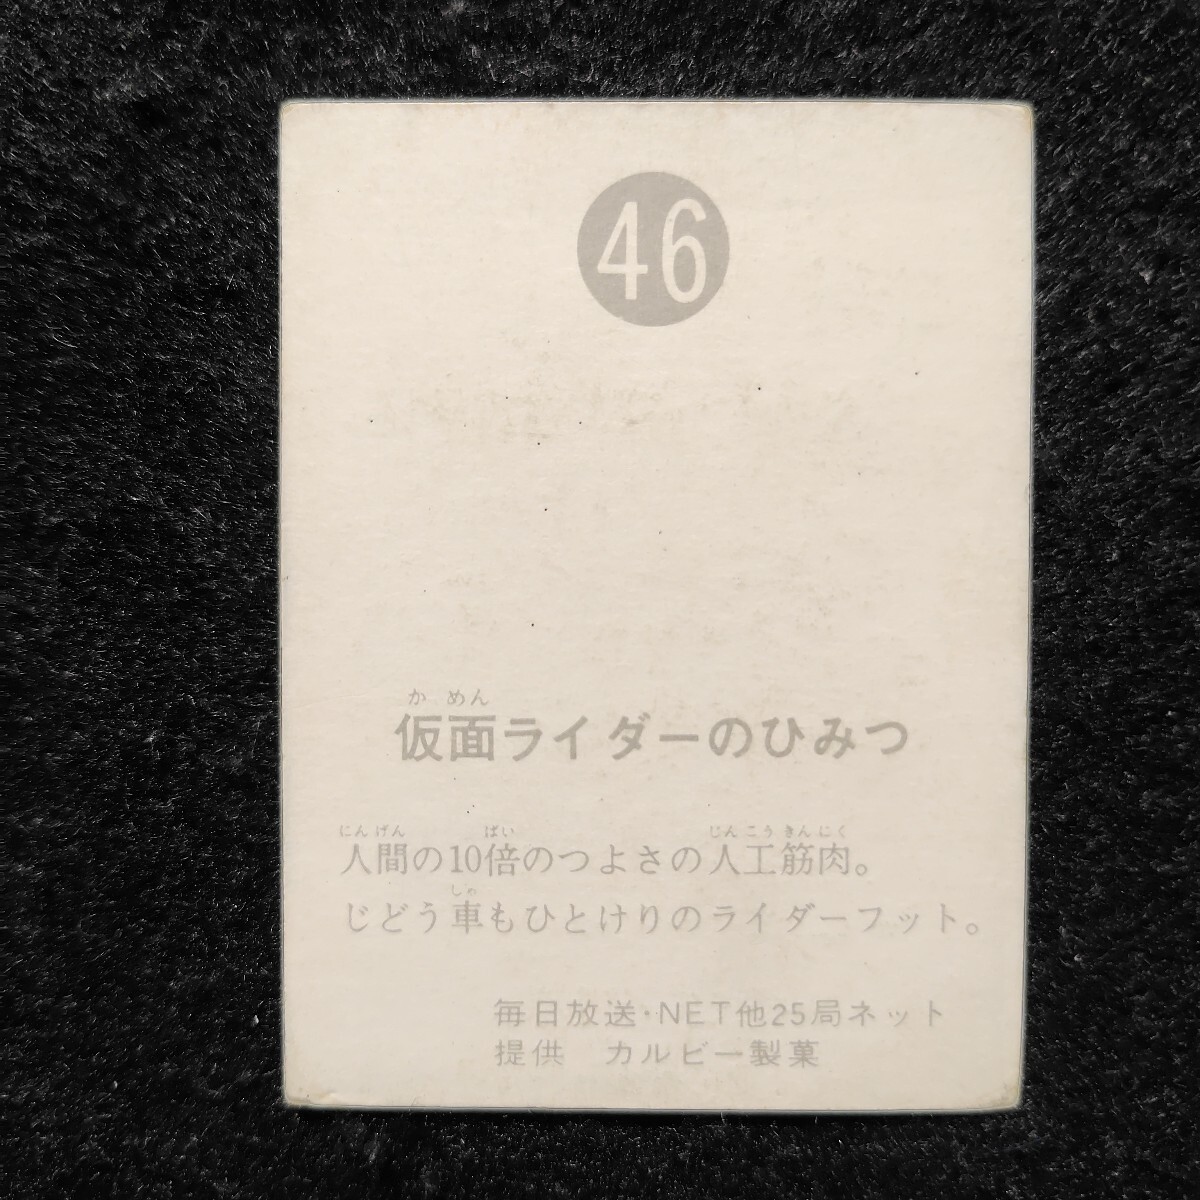 46
かめん
仮面ライダーのひみつ
にんげん ばい じんこうきんにく
人間の10倍のつよさの人工筋肉。
しゃ
じどう車もひとけりのライダーフット。
毎日放送・NET他25局ネット
提供　カルビー製菓